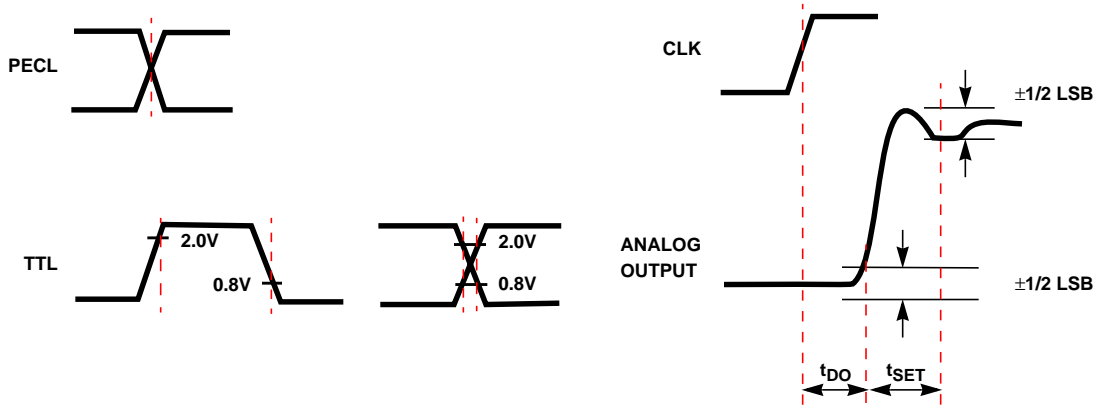 PECL
TTL
2.0V
0.8V
2.0V
0.8V
CLK
±1/2 LSB
ANALOG
OUTPUT
±1/2 LSB
tDO
tSET